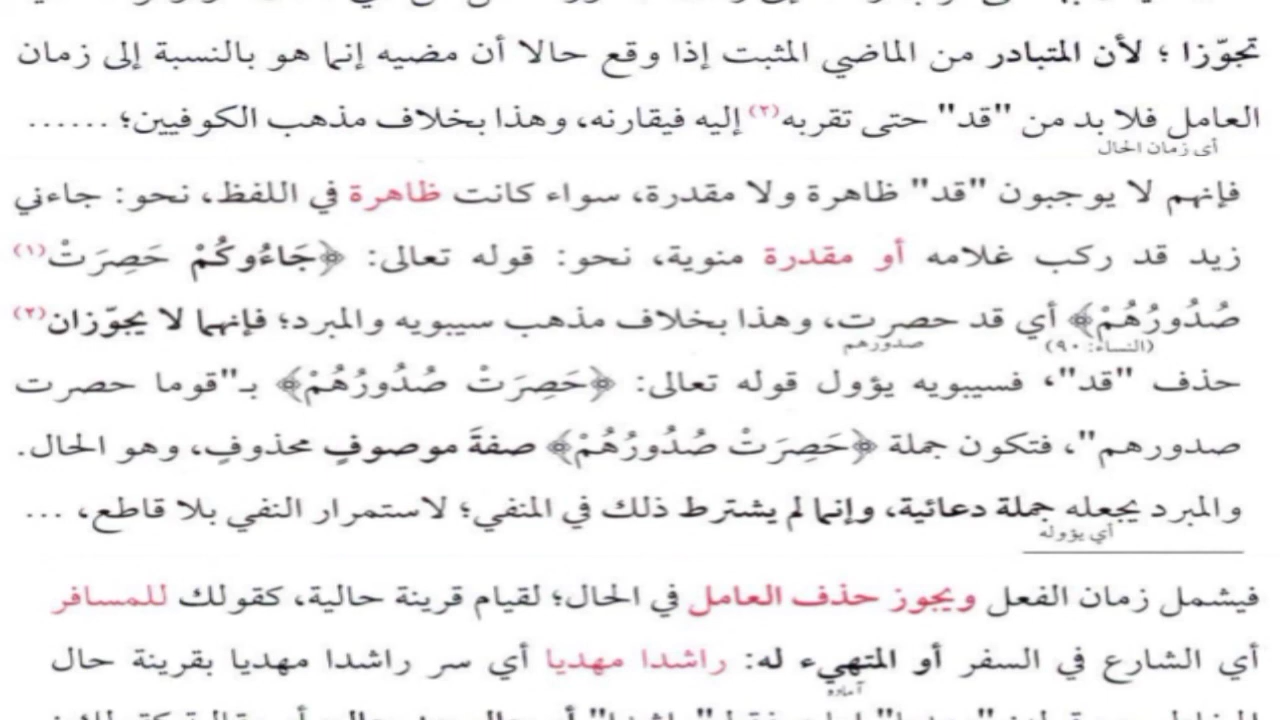 تجوّزا ؛ لأن المتبادر من الماضي المثبت إذا وقع حالا أن مضيه إنما هو بالنسبة إلى زمان
العامل فلا بد من "قد" حتى تقربه(٢) إليه فيقارنه، وهذا بخلاف مذهب الكوفيين؛ ......
أي زمان الحال
فإنهم لا يوجبون "قد" ظاهرة ولا مقدرة، سواء كانت ظاهرة في اللفظ، نحو: جاءني
زيد قد ركب غلامه أو مقدرة منوية، نحو: قوله تعالى: ﴿جَاءُوكُمْ حَصِرَتْ(١)
صُدُورُهُمْ﴾ أي قد حصرت، وهذا بخلاف مذهب سيبويه والمبرد؛ فإنهما لا يجوّزان(٢)
(النساء: ٩٠) صدورهم
حذف "قد"، فسيبويه يؤول قوله تعالى: ﴿حَصِرَتْ صُدُورُهُمْ﴾ بـ"قوما حصرت
صدورهم"، فتكون جملة ﴿حَصِرَتْ صُدُورُهُمْ﴾ صفةَ موصوفٍ محذوفٍ، وهو الحال.
والمبرد يجعله جملة دعائية، وإنما لم يشترط ذلك في المنفي؛ لاستمرار النفي بلا قاطع، ...
أي يؤوله
فيشمل زمان الفعل ويجوز حذف العامل في الحال؛ لقيام قرينة حالية، كقولك للمسافر
أي الشارع في السفر أو المتهيء له: راشدا مهديا أي سر راشدا مهديا بقرينة حال
آماده